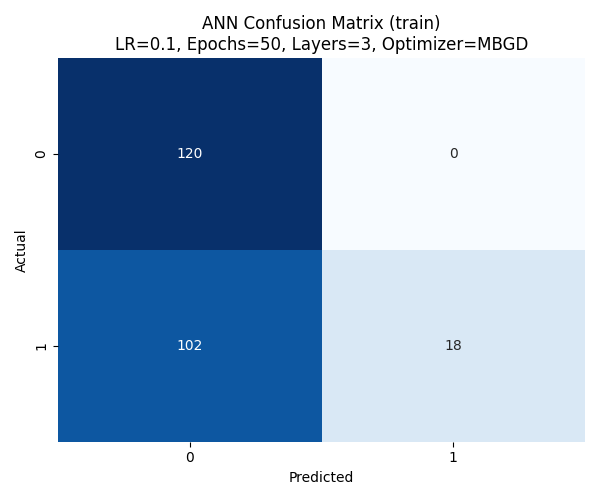 ANN Confusion Matrix (train)
LR=0.1, Epochs=50, Layers=3, Optimizer=MBGD
Actual
0
120
0
1
102
18
0
1
Predicted